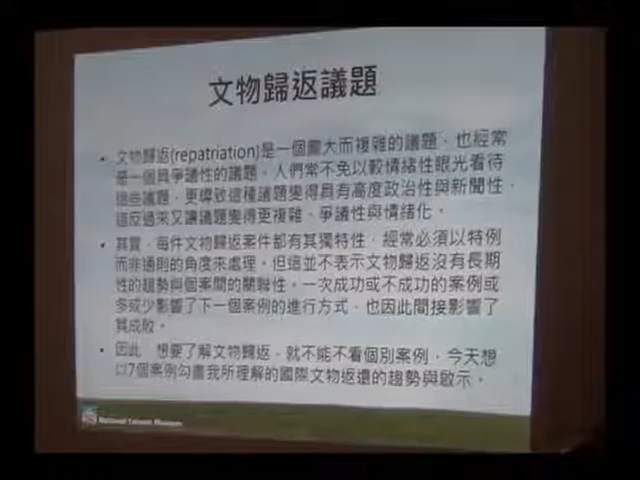 文物歸返議題
• 文物歸返(repatriation)是一個龐大而複雜的議題，也經常
是一個具爭議性的議題，人們常不免以較情緒性眼光看待
這些議題，更導致這種議題變得具有高度政治性與新聞性，
這反過來又讓議題變得更複雜、爭議性與情緒化。
• 其實，每件文物歸返案件都有其獨特性，經常必須以特例
而非通則的角度來處理。但這並不表示文物歸返沒有長期
性的趨勢與個案間的關聯性。一次成功或不成功的案例或
多或少影響了下一個案例的進行方式，也因此間接影響了
其成敗。
• 因此，想要了解文物歸返，就不能不看個別案例，今天想
以7個案例勾畫我所理解的國際文物返還的趨勢與啟示。
National Taiwan Museum